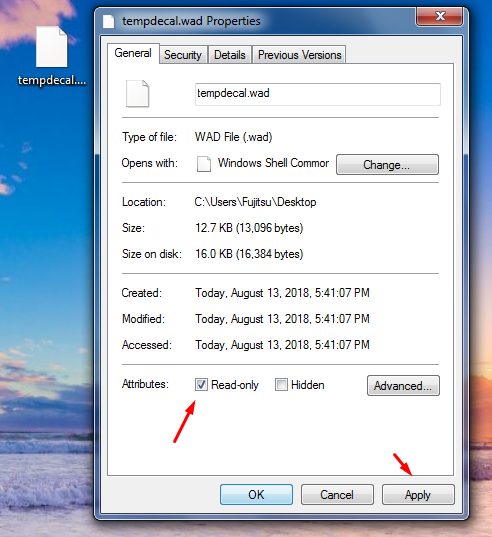 tempdecal.wad Properties
tempdecal....
General Security Details Previous Versions
tempdecal.wad
Type of file: WAD File (.wad)
Opens with: Windows Shell Commor Change...
Location: C:\Users\Fujitsu\Desktop
Size: 12.7 KB (13,096 bytes)
Size on disk: 16.0 KB (16,384 bytes)
Created: Today, August 13, 2018, 5:41:07 PM
Modified: Today, August 13, 2018, 5:41:07 PM
Accessed: Today, August 13, 2018, 5:41:07 PM
Attributes: Read-only Hidden Advanced...
OK Cancel Apply